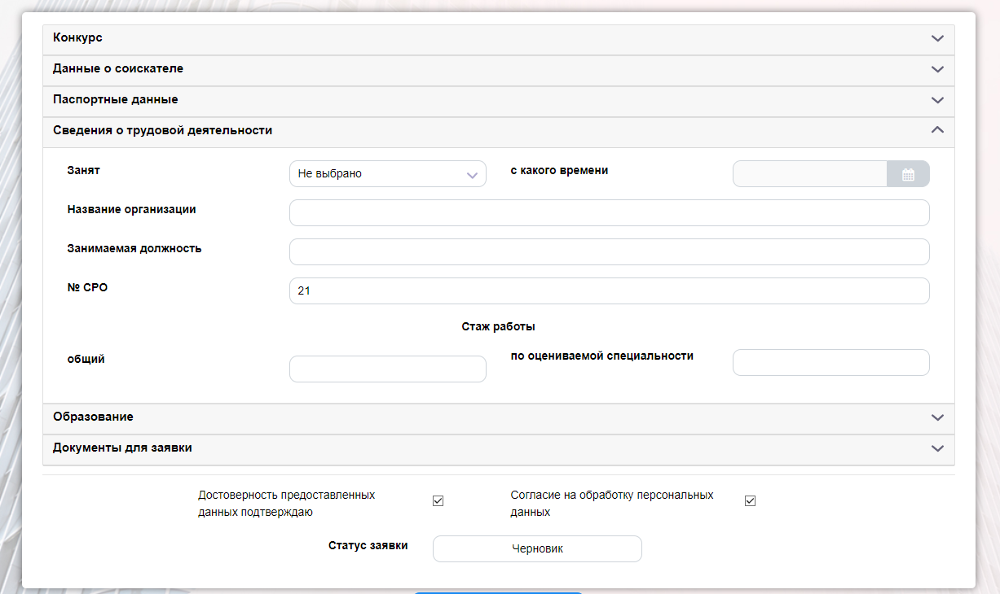 Конкурс
Данные о соискателе
Паспортные данные
Сведения о трудовой деятельности
Занят
Не выбрано
с какого времени
Название организации
Занимаемая должность
№ СРО
21
Стаж работы
общий
по оцениваемой специальности
Образование
Документы для заявки
Достоверность предоставленных
данных подтверждаю
Согласие на обработку персональных
данных
Статус заявки
Черновик